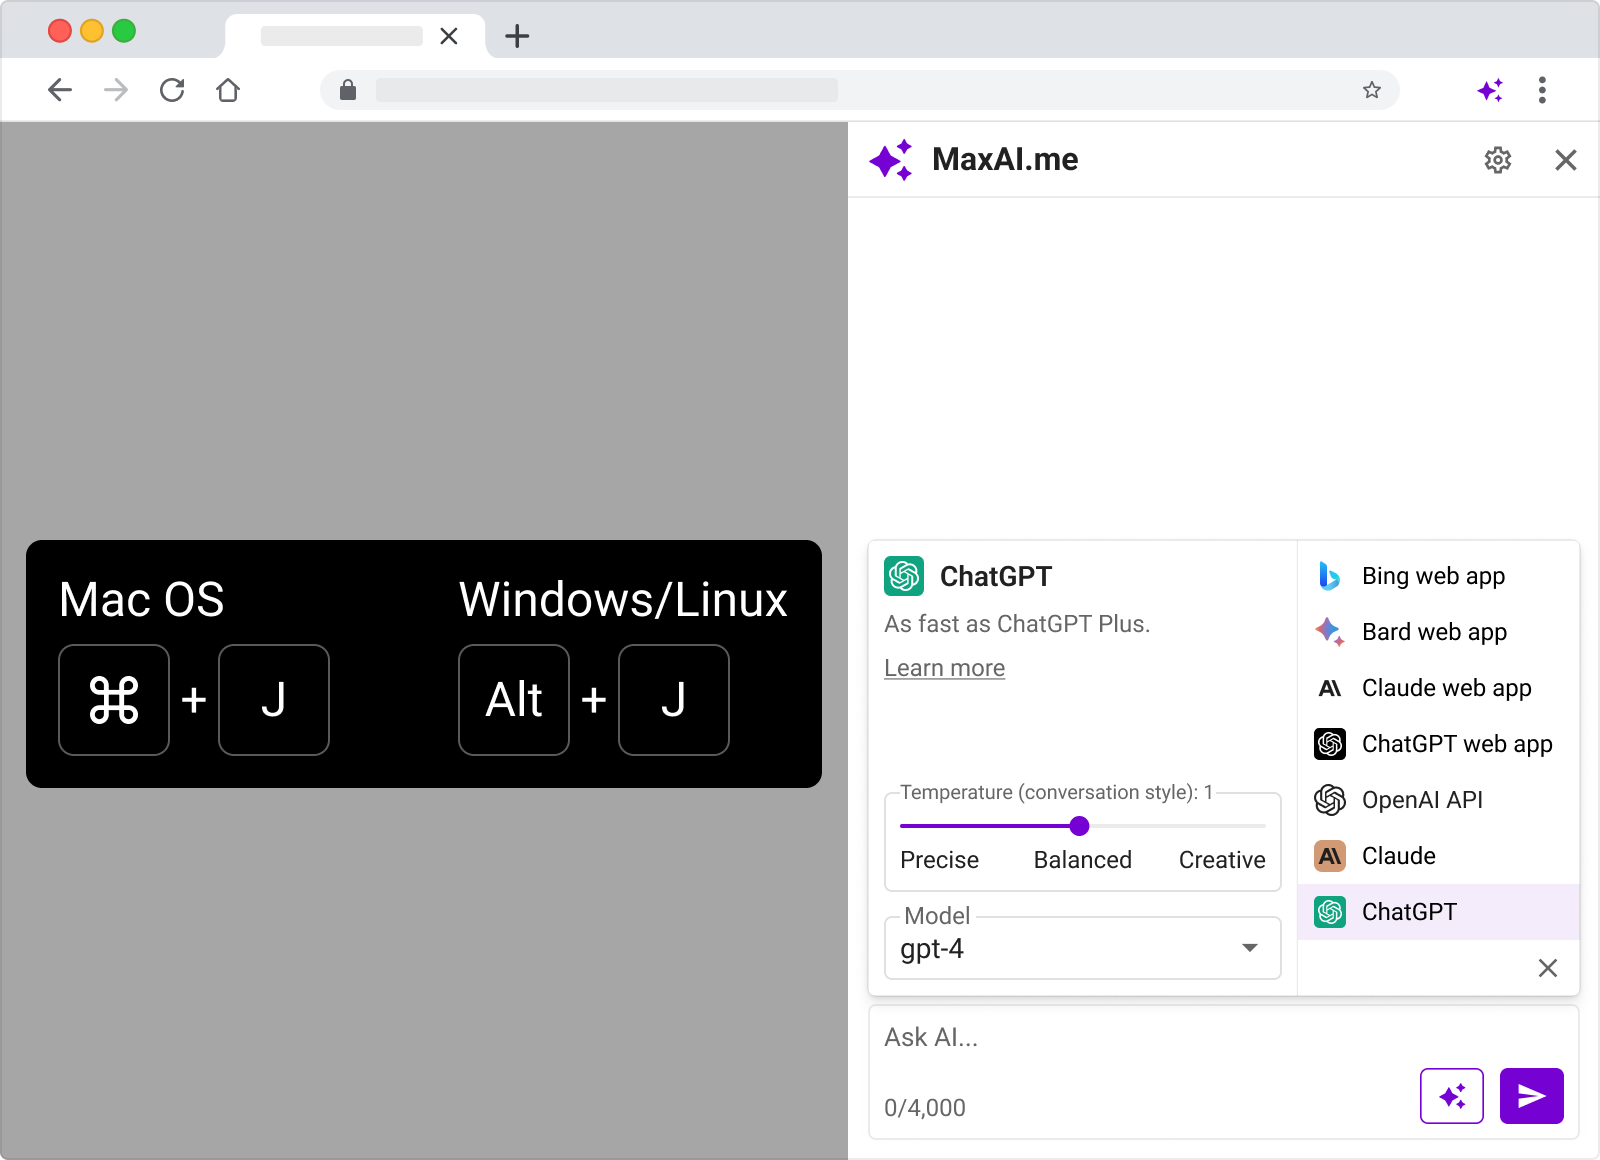 MaxAI.me
Mac OS
⌘ + J
Windows/Linux
Alt + J
ChatGPT
As fast as ChatGPT Plus.
Learn more
Temperature (conversation style): 1
Precise Balanced Creative
Model
gpt-4
Bing web app
Bard web app
Claude web app
ChatGPT web app
OpenAI API
Claude
ChatGPT
Ask AI...
0/4,000